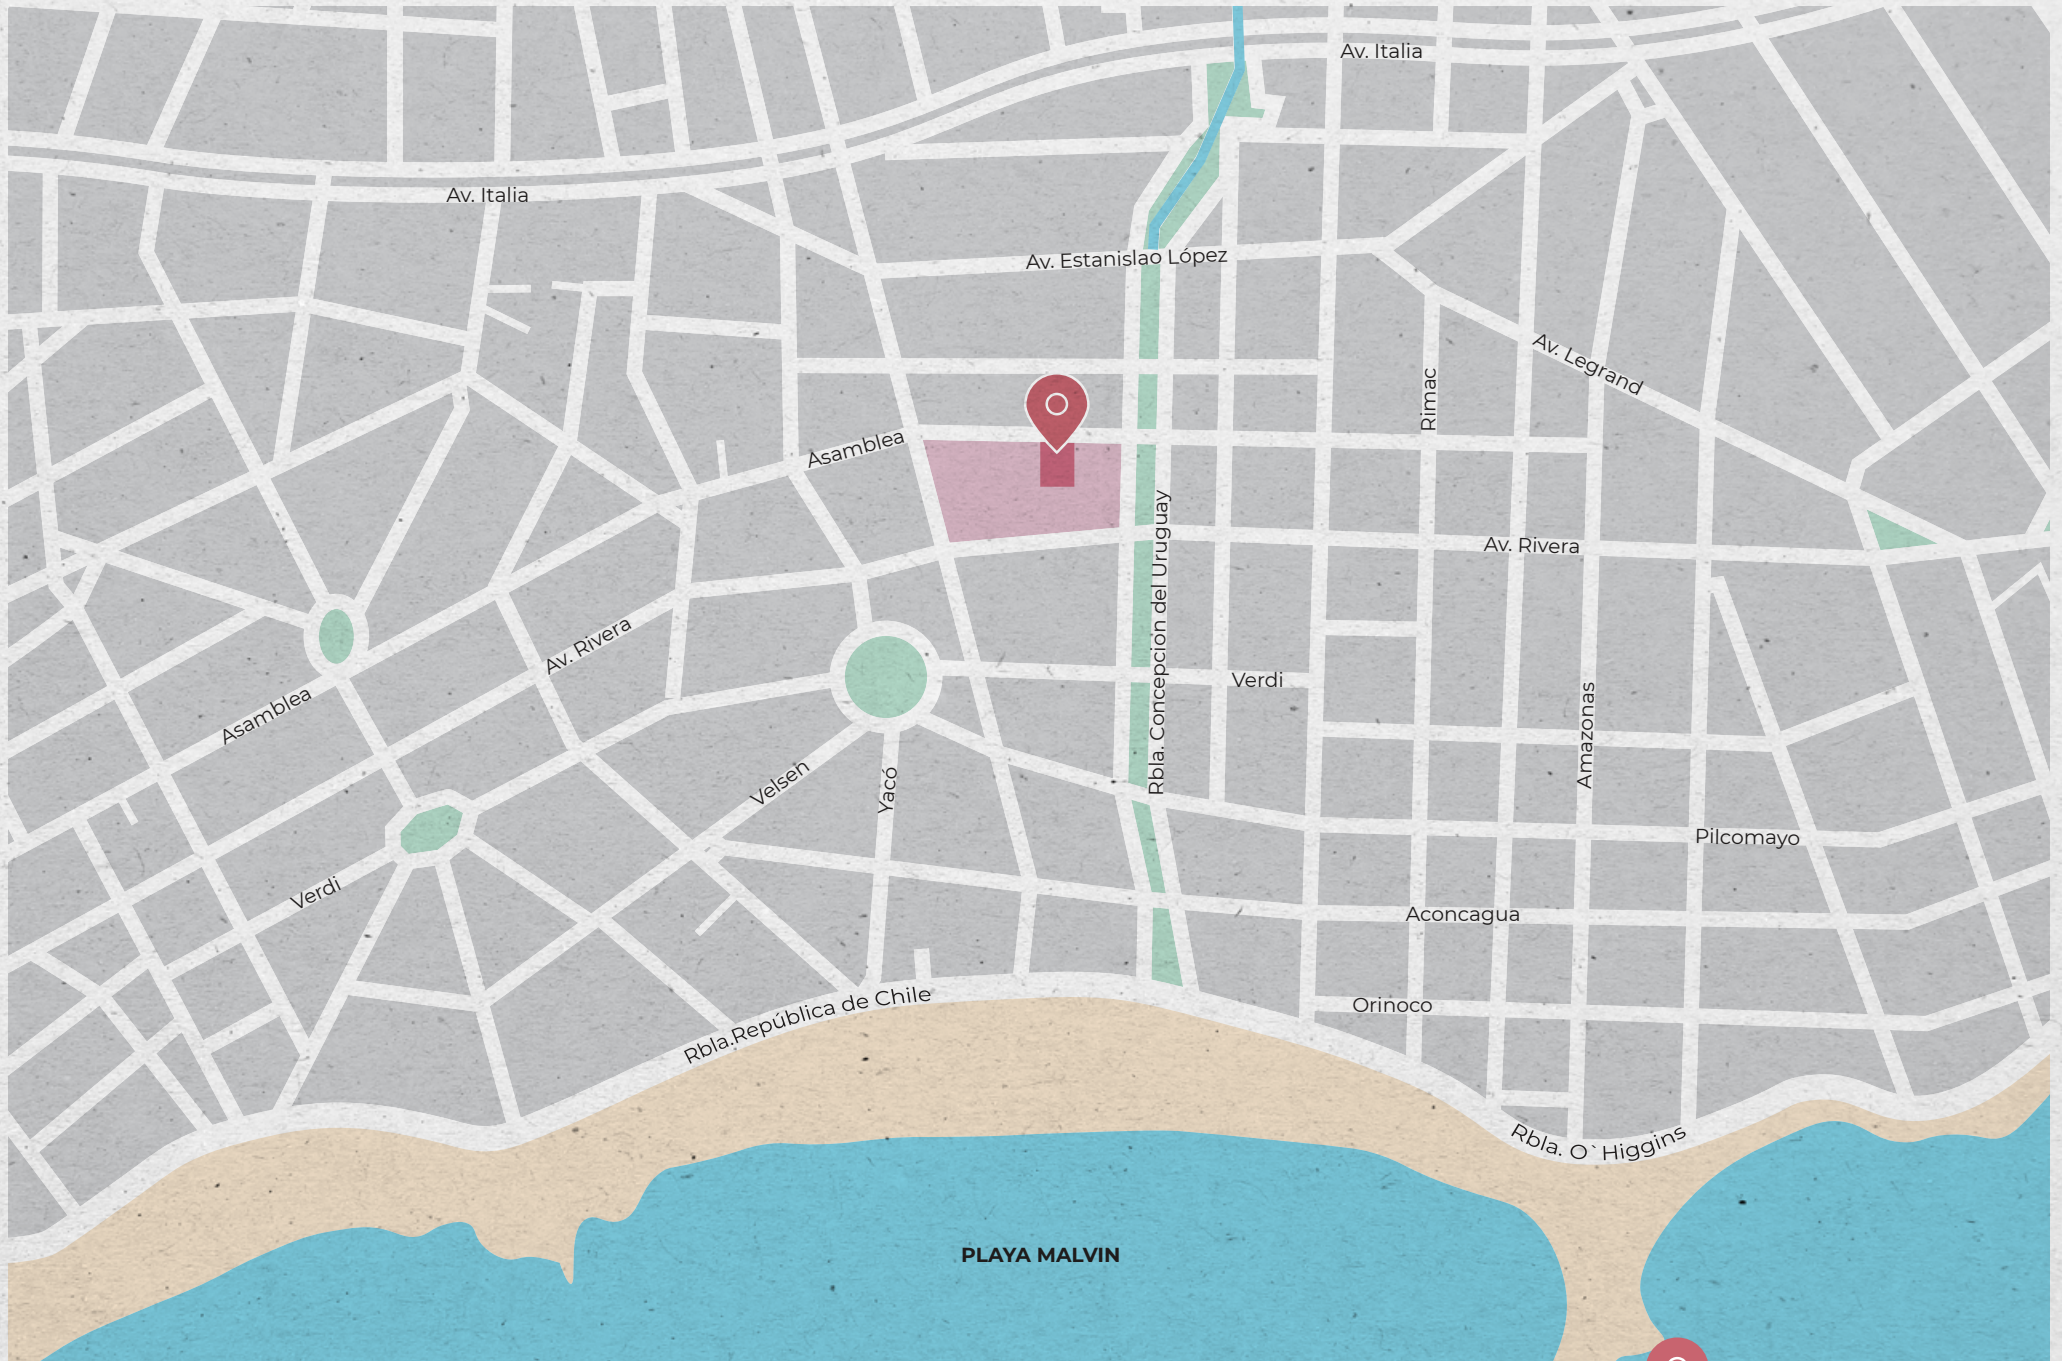 Av. Italia
Av. Italia
Av. Estanislao López
Av. Legrand
Rimac
Asamblea
Rbla. Concepcion del Uruguay
Av. Rivera
Av. Rivera
Verdi
Asamblea
Amazonas
Velsen
Yacó
Pilcomayo
Verdi
Aconcagua
Rbla.República de Chile
Orinoco
Rbla. O`Higgins
PLAYA MALVIN